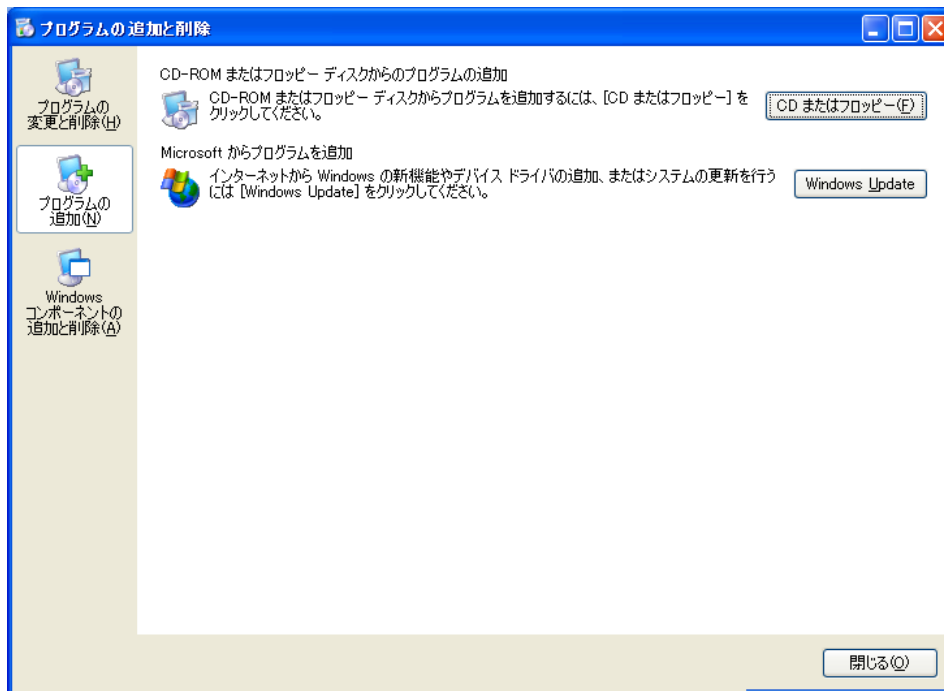 プログラムの追加と削除
プログラムの
変更と削除(H)
プログラムの
追加(N)
Windows
コンポーネントの
追加と削除(A)
CD-ROM またはフロッピー ディスクからのプログラムの追加
CD-ROM またはフロッピー ディスクからプログラムを追加するには、[CD またはフロッピー] を
クリックしてください。
CD またはフロッピー(F)
Microsoft からプログラムを追加
インターネットから Windows の新機能やデバイス ドライバの追加、またはシステムの更新を行う
には [Windows Update] をクリックしてください。
Windows Update
閉じる(O)